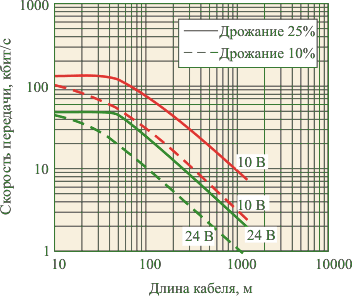 Скорость передачи, кбит/с
1000
100
10
1
Дрожание 25%
Дрожание 10%
10 В
10 В
24 В
24 В
10
100
1000
10000
Длина кабеля, м